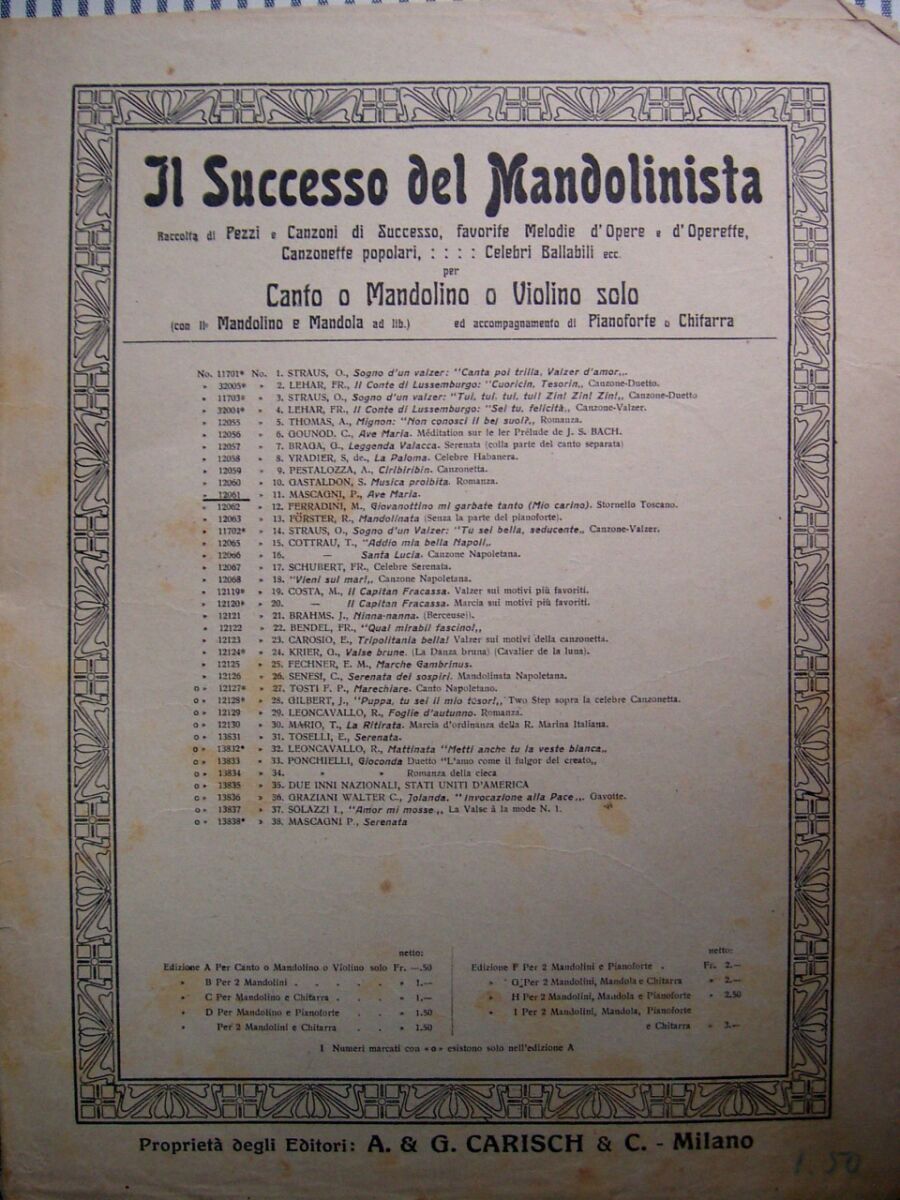 Il Successo del Mandolinista
Raccolta di Pezzi e Canzoni di Successo, favorite Melodie d'Opere e d'Operette,
Canzonette popolari, : : : : Celebri Ballabili ecc.
per
Canto o Mandolino o Violino solo
(con IIº Mandolino e Mandola ad lib.) ed accompagnamento di Pianoforte o Chitarra
No. 11701* No. 1. STRAUS, O., Sogno d'un valzer: "Canta poi trilla, Valzer d'amor„.
» 32005* » 2. LEHAR, FR., Il Conte di Lussemburgo: "Cuoricin, Tesorin„ Canzone-Duetto.
» 11703* » 3. STRAUS, O., Sogno d'un valzer: "Tui, tui, tui, tui! Zin! Zin! Zin!„ Canzone-Duetto
» 32004* » 4. LEHAR, FR., Il Conte di Lussemburgo: "Sei tu, felicità„ Canzone-Valzer.
» 12055 » 5. THOMAS, A., Mignon: "Non conosci il bel suol?„ Romanza.
» 12056 » 6. GOUNOD. C., Ave Maria. Méditation sur le 1er Prélude de J. S. BACH.
» 12057 » 7. BRAGA, G., Leggenda Valacca. Serenata (colla parte del canto separata)
» 12058 » 8. YRADIER, S, de., La Paloma. Celebre Habanera.
» 12059 » 9. PESTALOZZA, A., Ciribiribin. Canzonetta.
» 12060 » 10. GASTALDON, S. Musica proibita. Romanza.
» 12061 » 11. MASCAGNI, P., Ave Maria.
» 12062 » 12. FERRADINI, M., Giovanottino mi garbate tanto (Mio carino). Stornello Toscano.
» 12063 » 13. FÖRSTER, R., Mandolinata (Senza la parte del pianoforte).
» 11702* » 14. STRAUS, O., Sogno d'un Valzer: "Tu sei bella, seducente„ Canzone-Valzer.
» 12065 » 15. COTTRAU, T., "Addio mia bella Napoli„.
» 12066 » 16. — Santa Lucia. Canzone Napoletana.
» 12067 » 17. SCHUBERT, FR., Celebre Serenata.
» 12068 » 18. "Vieni sul mar!„. Canzone Napoletana.
» 12119* » 19. COSTA, M., Il Capitan Fracassa. Valzer sui motivi più favoriti.
» 12120* » 20. — Il Capitan Fracassa. Marcia sui motivi più favoriti.
» 12121 » 21. BRAHMS. J., Ninna-nanna. (Berceuse)).
» 12122 » 22. BENDEL, FR., "Qual mirabil fascino!„
» 12123 » 23. CAROSIO, E., Tripolitania bella! Valzer sui motivi della canzonetta.
» 12124* » 24. KRIER, G., Valse brune. (La Danza bruna) (Cavalier de la luna).
» 12125 » 25. FECHNER, E. M., Marche Gambrinus.
» 12126 » 26. SENESI, C., Serenata dei sospiri. Mandolinata Napoletana.
o » 12127* » 27. TOSTI F. P., Marechiare. Canto Napoletano.
o » 12128* » 28. GILBERT, J., "Puppa, tu sei il mio tesor!„, Two Step sopra la celebre Canzonetta.
o » 12129 » 29. LEONCAVALLO, R., Foglie d'autunno. Romanza.
o » 12130 » 30. MARIO, T., La Ritirata. Marcia d'ordinanza della R. Marina Italiana.
o » 13831 » 31. TOSELLI, E., Serenata.
o » 13832* » 32. LEONCAVALLO, R., Mattinata "Metti anche tu la veste bianca„
o » 13833 » 33. PONCHIELLI, Gioconda Duetto "L'amo come il fulgor del creato„
o » 13834 » 34. » » Romanza della cieca
o » 13835 » 35. DUE INNI NAZIONALI, STATI UNITI D'AMERICA
o » 13836 » 36. GRAZIANI WALTER C., Jolanda. "Invocazione alla Pace„. Gavotte.
o » 13837 » 37. SOLAZZI I., "Amor mi mosse„, La Valse à la mode N. 1.
o » 13838* » 38. MASCAGNI P., Serenata
netto:
Edizione A Per Canto o Mandolino o Violino solo Fr. —.50
» B Per 2 Mandolini . . . . . » 1.—
» C Per Mandolino e Chitarra . . . » 1.—
» D Per Mandolino e Pianoforte . . » 1.50
» Per 2 Mandolini e Chitarra . . » 1.50
netto:
Edizione F Per 2 Mandolini e Pianoforte . Fr. 2.—
» G Per 2 Mandolini, Mandola e Chitarra » 2.—
» H Per 2 Mandolini, Mandola e Pianoforte » 2.50
» I Per 2 Mandolini, Mandola, Pianoforte
e Chitarra » 3.—
I Numeri marcati con «o» esistono solo nell'edizione A
Proprietà degli Editori: A. & G. CARISCH & C. - Milano
1.50